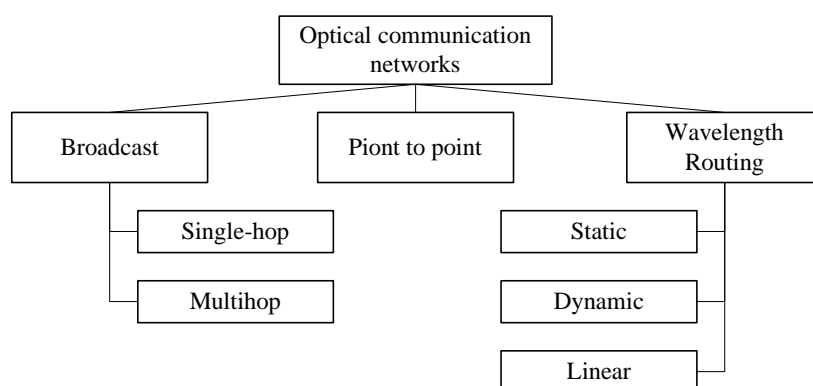 Optical communication
networks
Broadcast
Piont to point
Wavelength
Routing
Single-hop
Static
Multihop
Dynamic
Linear